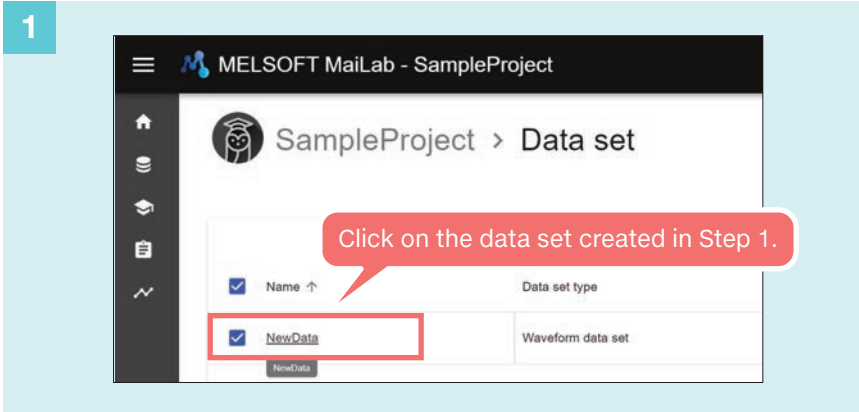 1
MELSOFT MaiLab - SampleProject
SampleProject > Data set
Click on the data set created in Step 1.
Name ↑ Data set type
NewData Waveform data set
NewData